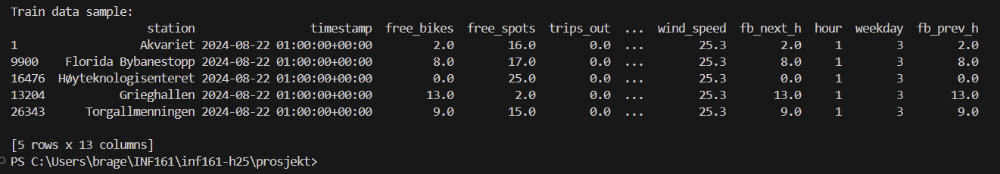 Train data sample:
station timestamp free_bikes free_spots trips_out ... wind_speed fb_next_h hour weekday fb_prev_h
1 Akvariet 2024-08-22 01:00:00+00:00 2.0 16.0 0.0 ... 25.3 2.0 1 3 2.0
9900 Florida Bybanestopp 2024-08-22 01:00:00+00:00 8.0 17.0 0.0 ... 25.3 8.0 1 3 8.0
16476 Høyteknologisenteret 2024-08-22 01:00:00+00:00 0.0 25.0 0.0 ... 25.3 0.0 1 3 0.0
13204 Grieghallen 2024-08-22 01:00:00+00:00 13.0 2.0 0.0 ... 25.3 13.0 1 3 13.0
26343 Torgallmenningen 2024-08-22 01:00:00+00:00 9.0 15.0 0.0 ... 25.3 9.0 1 3 9.0
[5 rows x 13 columns]
PS C:\Users\brage\INF161\inf161-h25\prosjekt>